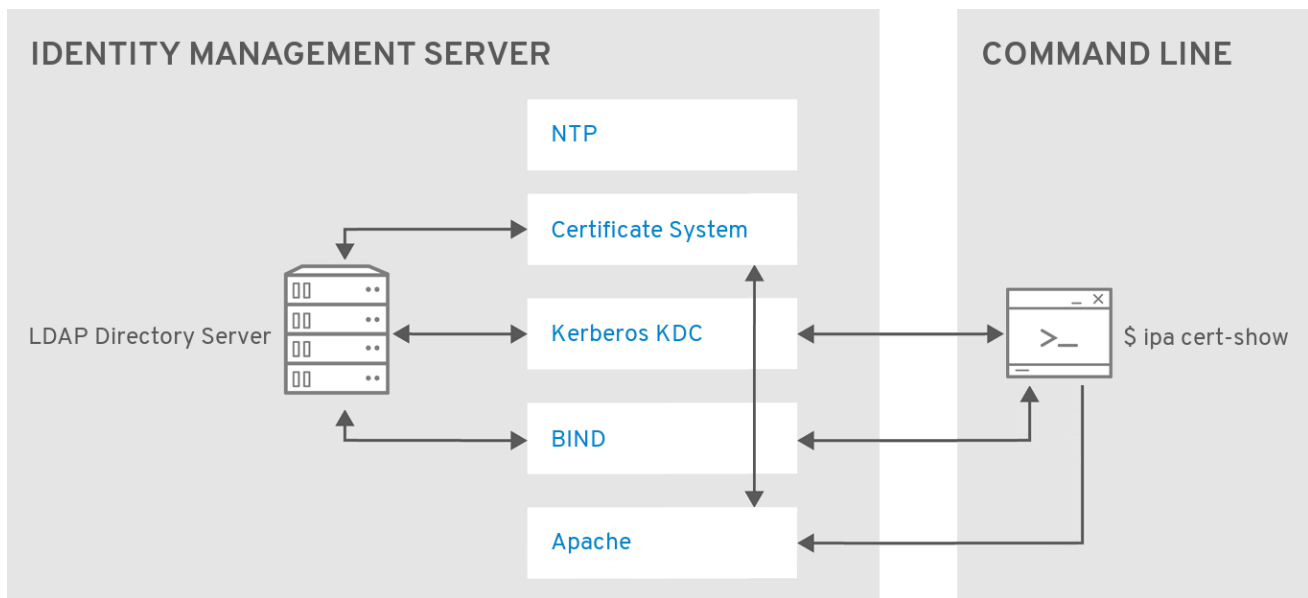 IDENTITY MANAGEMENT SERVER
COMMAND LINE
NTP
Certificate System
LDAP Directory Server
Kerberos KDC
>_
$ ipa cert-show
BIND
Apache